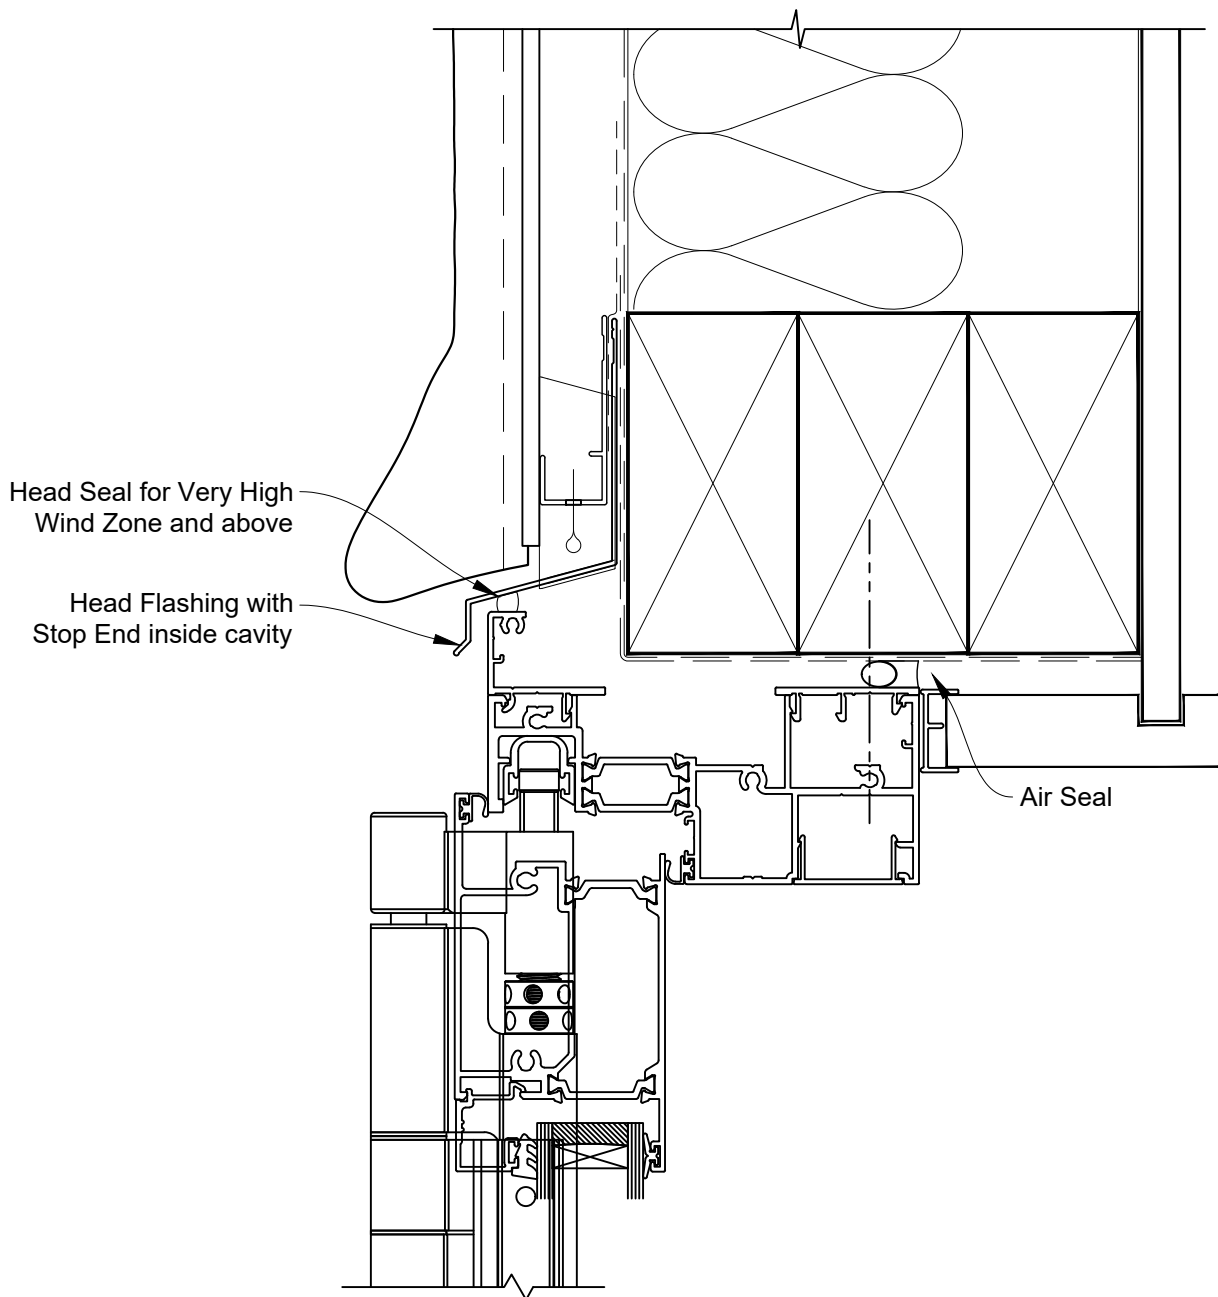 Head Seal for Very High
Wind Zone and above
Head Flashing with
Stop End inside cavity
Air Seal